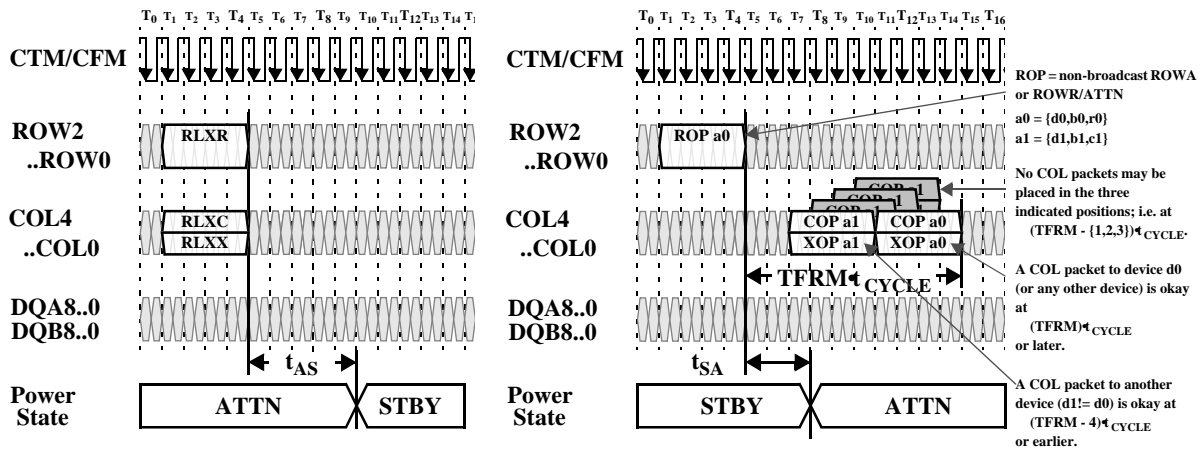 T0 T1 T2 T3 T4 T5 T6 T7 T8 T9 T10 T11 T12 T13 T14
CTM/CFM
ROW2
..ROW0
RLXR
COL4
..COL0
RLXC
RLXX
DQA8..0
DQB8..0
tAS
Power
State
ATTN
STBY
T0 T1 T2 T3 T4 T5 T6 T7 T8 T9 T10 T11 T12 T13 T14 T15 T16
CTM/CFM
ROW2
..ROW0
ROP a0
COP a1
COP a1
COP a1
COL4
..COL0
COP a1
COP a0
XOP a1
XOP a0
TFRM•tCYCLE
DQA8..0
DQB8..0
tSA
Power
State
STBY
ATTN
ROP = non-broadcast ROWA
or ROWR/ATTN
a0 = {d0,b0,r0}
a1 = {d1,b1,c1}
No COL packets may be
placed in the three
indicated positions; i.e. at
(TFRM - {1,2,3})•tCYCLE.
A COL packet to device d0
(or any other device) is okay
at
(TFRM)•tCYCLE
or later.
A COL packet to another
device (d1!= d0) is okay at
(TFRM - 4)•tCYCLE
or earlier.